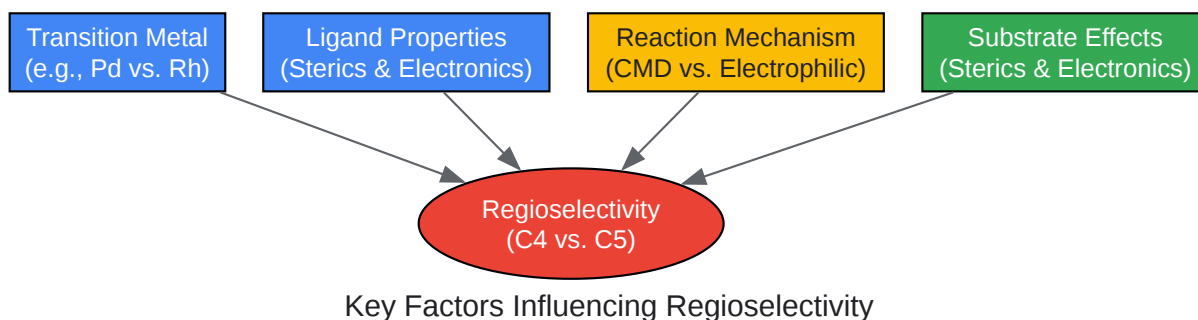 Transition Metal
(e.g., Pd vs. Rh)
Ligand Properties
(Sterics & Electronics)
Reaction Mechanism
(CMD vs. Electrophilic)
Substrate Effects
(Sterics & Electronics)
Regioselectivity
(C4 vs. C5)
Key Factors Influencing Regioselectivity